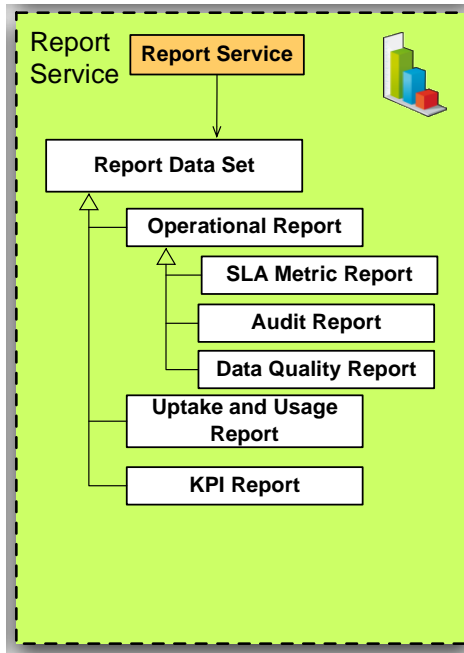 Report
Service
Report Service
Report Data Set
Operational Report
SLA Metric Report
Audit Report
Data Quality Report
Uptake and Usage
Report
KPI Report